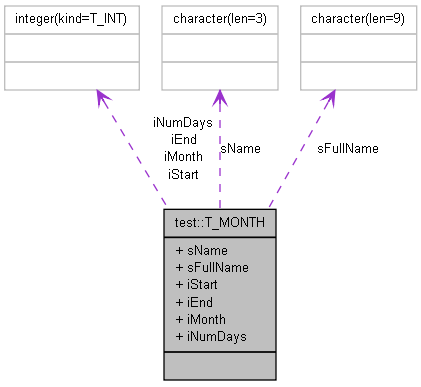 integer(kind=T_INT)
character(len=3)
character(len=9)
iNumDays
iEnd
iMonth
iStart
sName
sFullName
test::T_MONTH
+ sName
+ sFullName
+ iStart
+ iEnd
+ iMonth
+ iNumDays